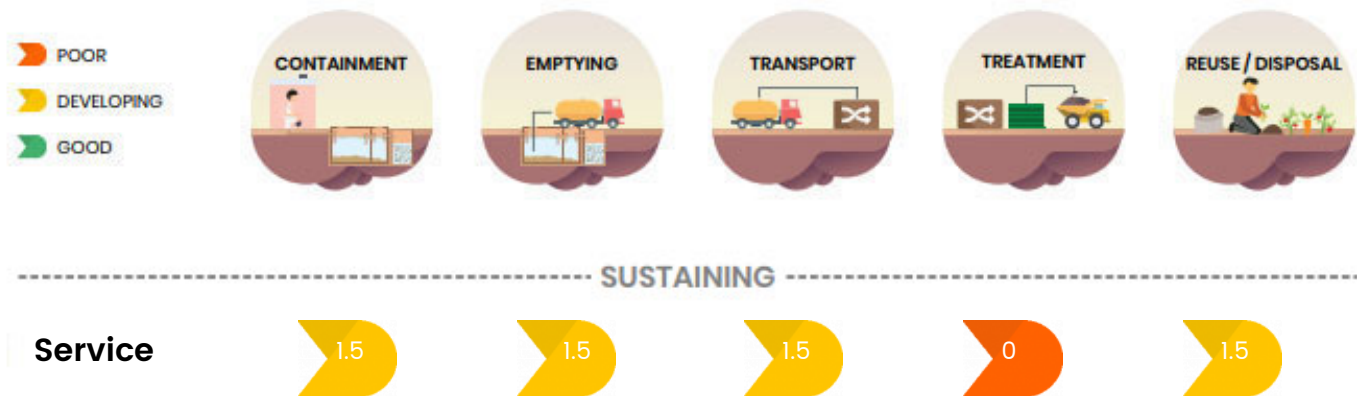 POOR
DEVELOPING
GOOD
CONTAINMENT
EMPTYING
TRANSPORT
TREATMENT
REUSE / DISPOSAL
SUSTAINING
Service
1.5
1.5
1.5
0
1.5